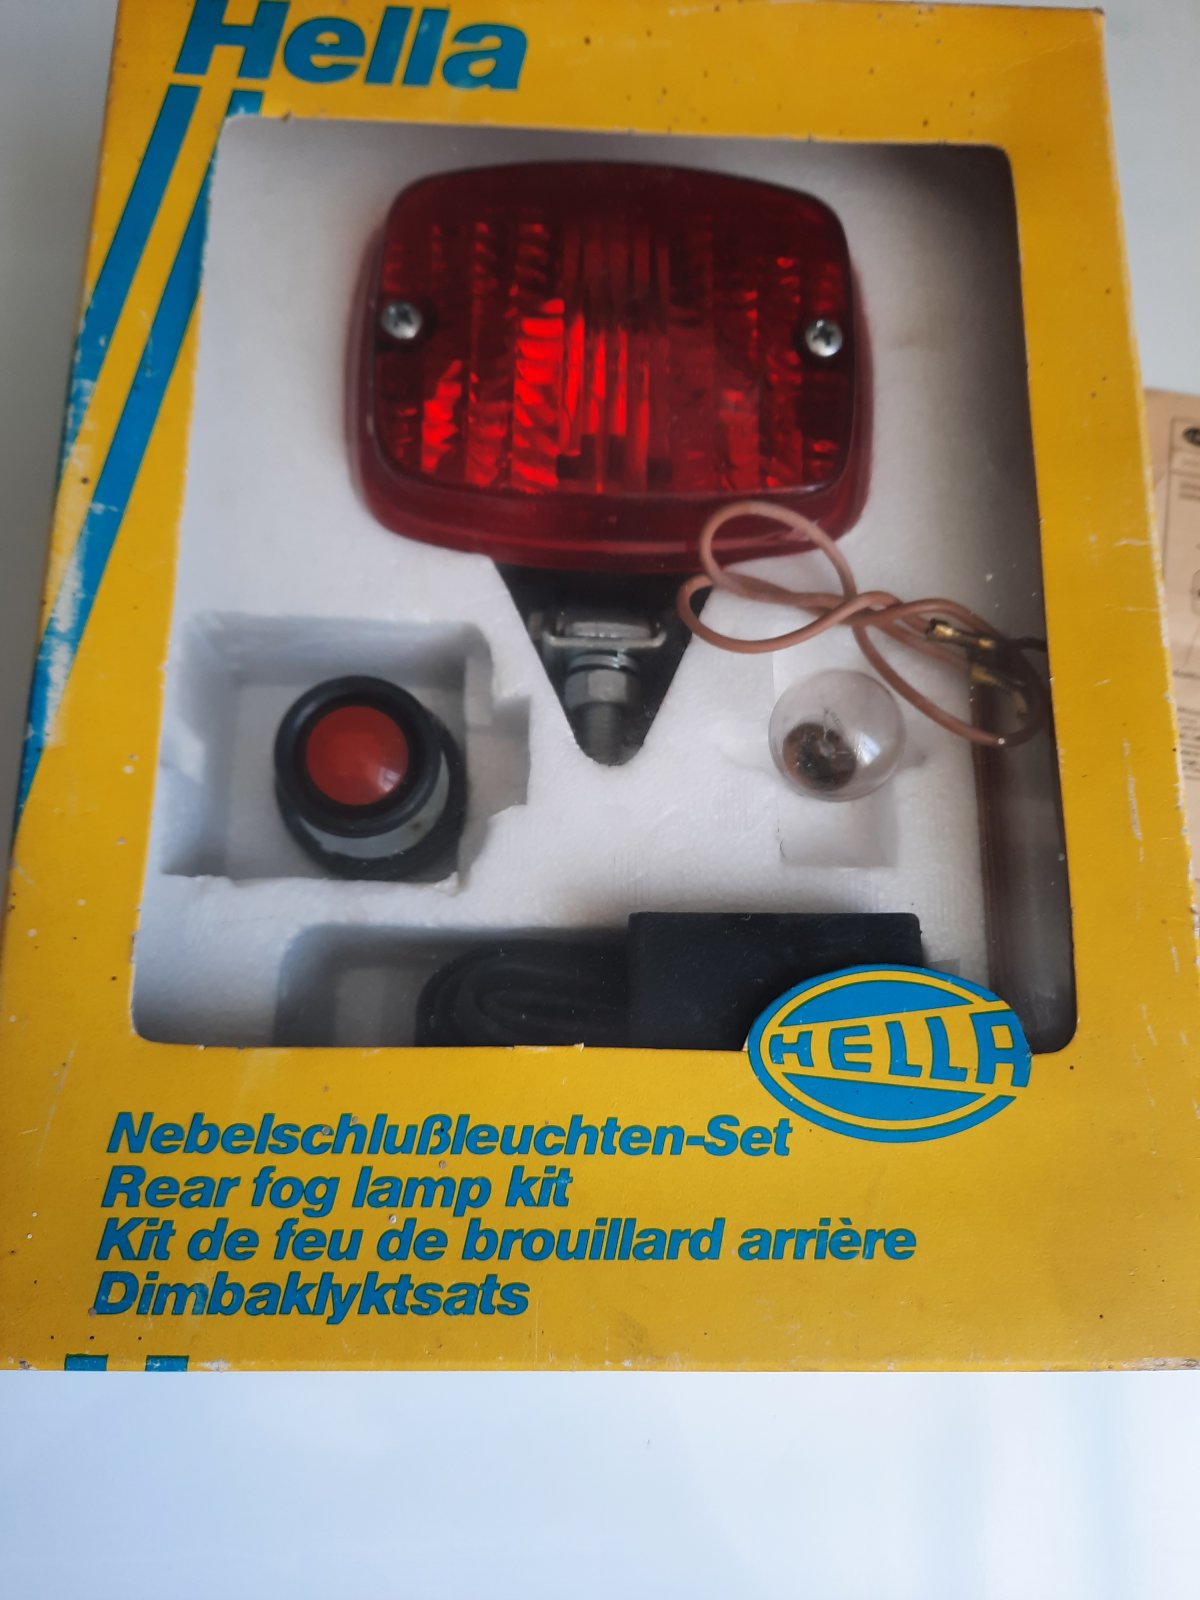 Hella
HELLA
Nebelschlußleuchten-Set
Rear fog lamp kit
Kit de feu de brouillard arrière
Dimbaklyktsats